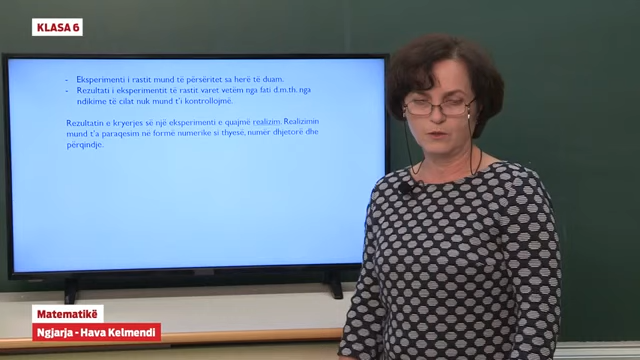 KLASA 6
- Eksperimenti i rastit mund të përsëritet sa herë të duam.
- Rezultati i eksperimentit të rastit varet vetëm nga fati d.m.th. nga
ndikime të cilat nuk mund t'i kontrollojmë.
Rezultatin e kryerjes së një eksperimenti e quajmë realizim. Realizimin
mund t'a paraqesim në formë numerike si thyesë, numër dhjetorë dhe
përqindje.
Matematikë
Ngjarja - Hava Kelmendi